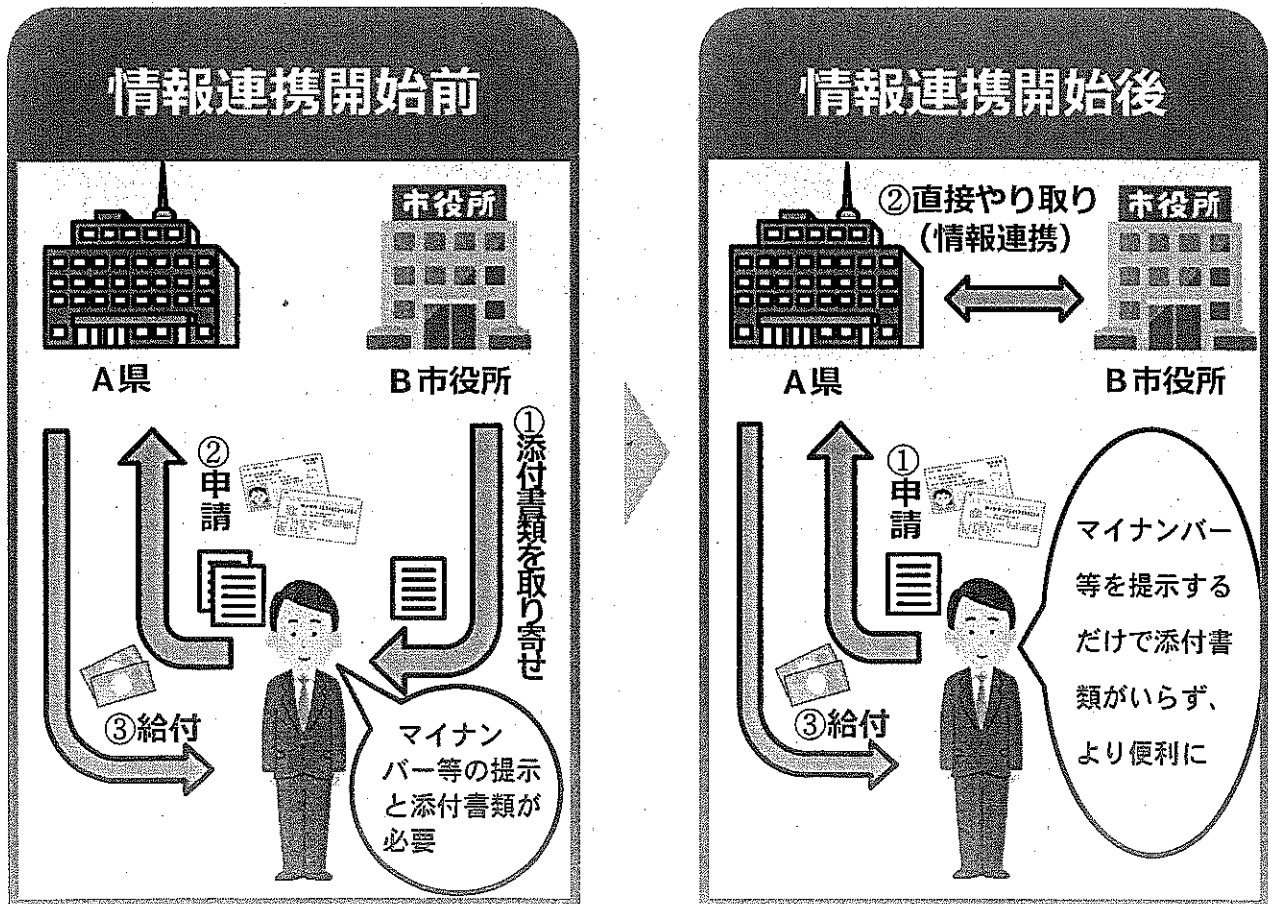 情報連携開始前
市役所
A県
B市役所
①添付書類を取り寄せ
②申請
③給付
マイナン
バー等の提示
と添付書類が
必要
情報連携開始後
②直接やり取り
(情報連携)
市役所
A県
B市役所
①申請
③給付
マイナンバー
等を提示する
だけで添付書
類がいらず、
より便利に